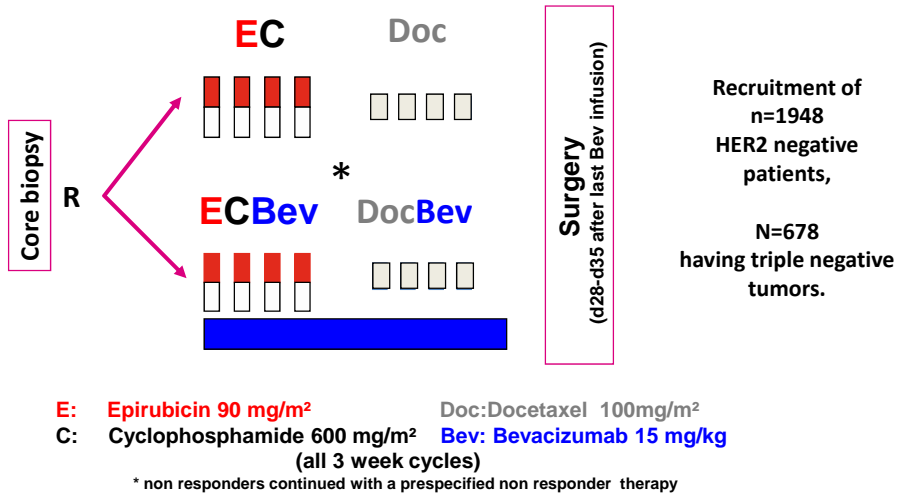 EC
Doc
Core biopsy
R
*
ECBev
DocBev
Surgery
(d28-d35 after last Bev infusion)
Recruitment of
n=1948
HER2 negative
patients,
N=678
having triple negative
tumors.
E: Epirubicin 90 mg/m² Doc:Docetaxel 100mg/m²
C: Cyclophosphamide 600 mg/m² Bev: Bevacizumab 15 mg/kg
(all 3 week cycles)
* non responders continued with a prespecified non responder therapy